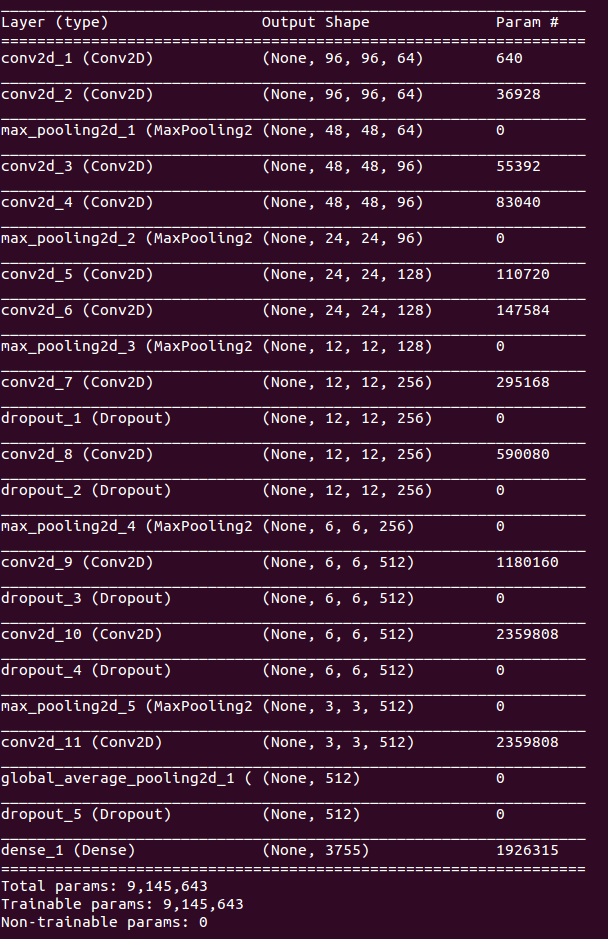 Layer (type) Output Shape Param #
conv2d_1 (Conv2D) (None, 96, 96, 64) 640
conv2d_2 (Conv2D) (None, 96, 96, 64) 36928
max_pooling2d_1 (MaxPooling2 (None, 48, 48, 64) 0
conv2d_3 (Conv2D) (None, 48, 48, 96) 55392
conv2d_4 (Conv2D) (None, 48, 48, 96) 83040
max_pooling2d_2 (MaxPooling2 (None, 24, 24, 96) 0
conv2d_5 (Conv2D) (None, 24, 24, 128) 110720
conv2d_6 (Conv2D) (None, 24, 24, 128) 147584
max_pooling2d_3 (MaxPooling2 (None, 12, 12, 128) 0
conv2d_7 (Conv2D) (None, 12, 12, 256) 295168
dropout_1 (Dropout) (None, 12, 12, 256) 0
conv2d_8 (Conv2D) (None, 12, 12, 256) 590080
dropout_2 (Dropout) (None, 12, 12, 256) 0
max_pooling2d_4 (MaxPooling2 (None, 6, 6, 256) 0
conv2d_9 (Conv2D) (None, 6, 6, 512) 1180160
dropout_3 (Dropout) (None, 6, 6, 512) 0
conv2d_10 (Conv2D) (None, 6, 6, 512) 2359808
dropout_4 (Dropout) (None, 6, 6, 512) 0
max_pooling2d_5 (MaxPooling2 (None, 3, 3, 512) 0
conv2d_11 (Conv2D) (None, 3, 3, 512) 2359808
global_average_pooling2d_1 ( (None, 512) 0
dropout_5 (Dropout) (None, 512) 0
dense_1 (Dense) (None, 3755) 1926315
Total params: 9,145,643
Trainable params: 9,145,643
Non-trainable params: 0